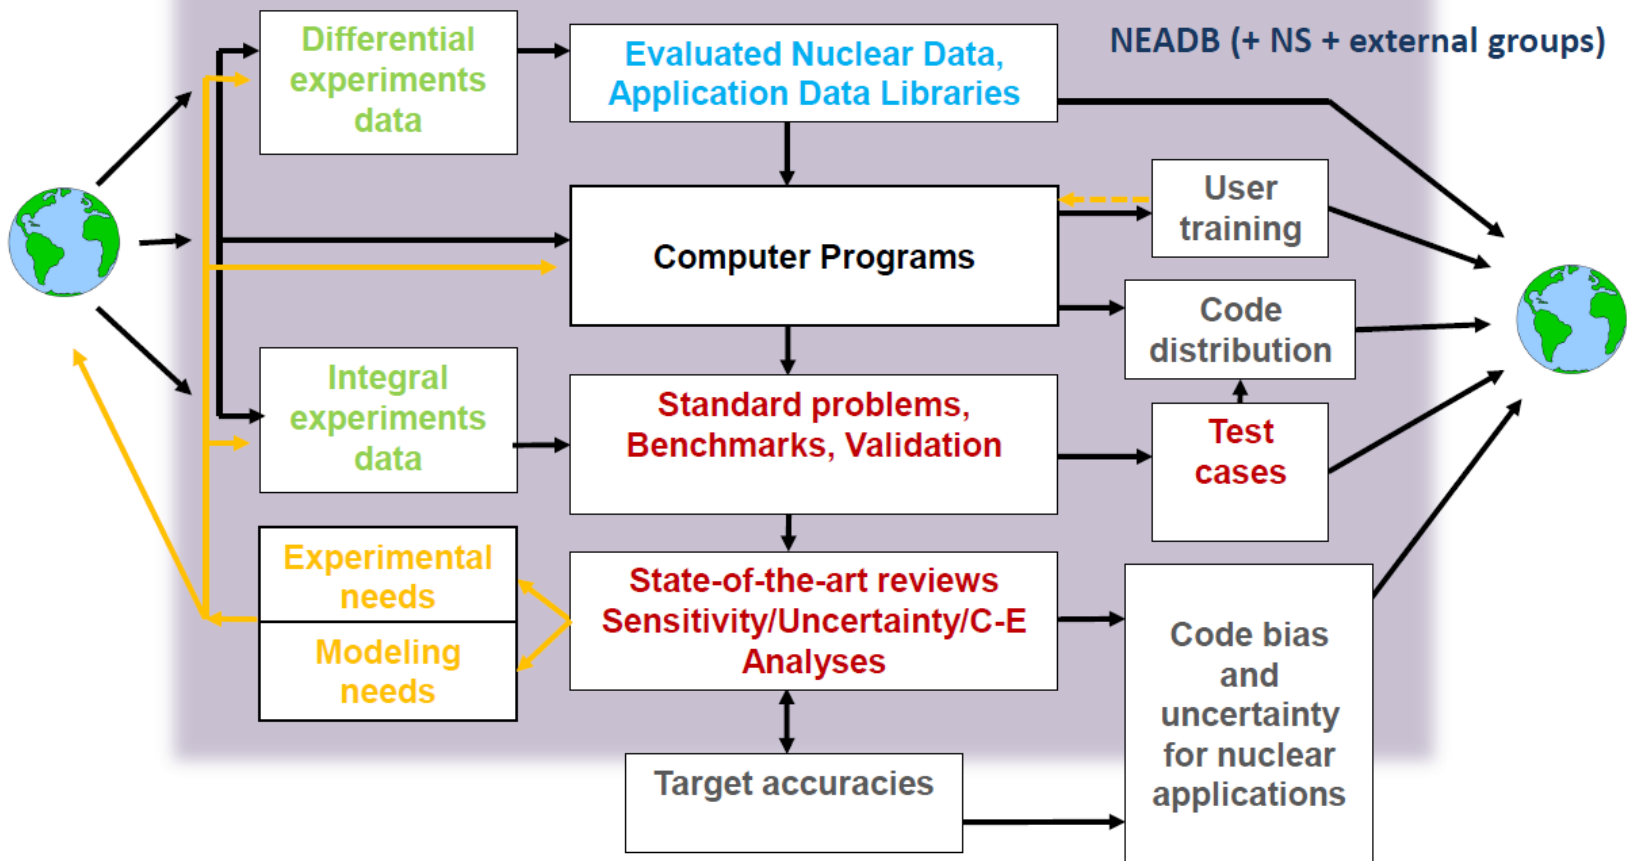 Differential
experiments
data
Evaluated Nuclear Data,
Application Data Libraries
NEADB (+ NS + external groups)
User
training
Computer Programs
Code
distribution
Integral
experiments
data
Standard problems,
Benchmarks, Validation
Test
cases
Experimental
needs
Modeling
needs
State-of-the-art reviews
Sensitivity/Uncertainty/C-E
Analyses
Code bias
and
uncertainty
for nuclear
applications
Target accuracies